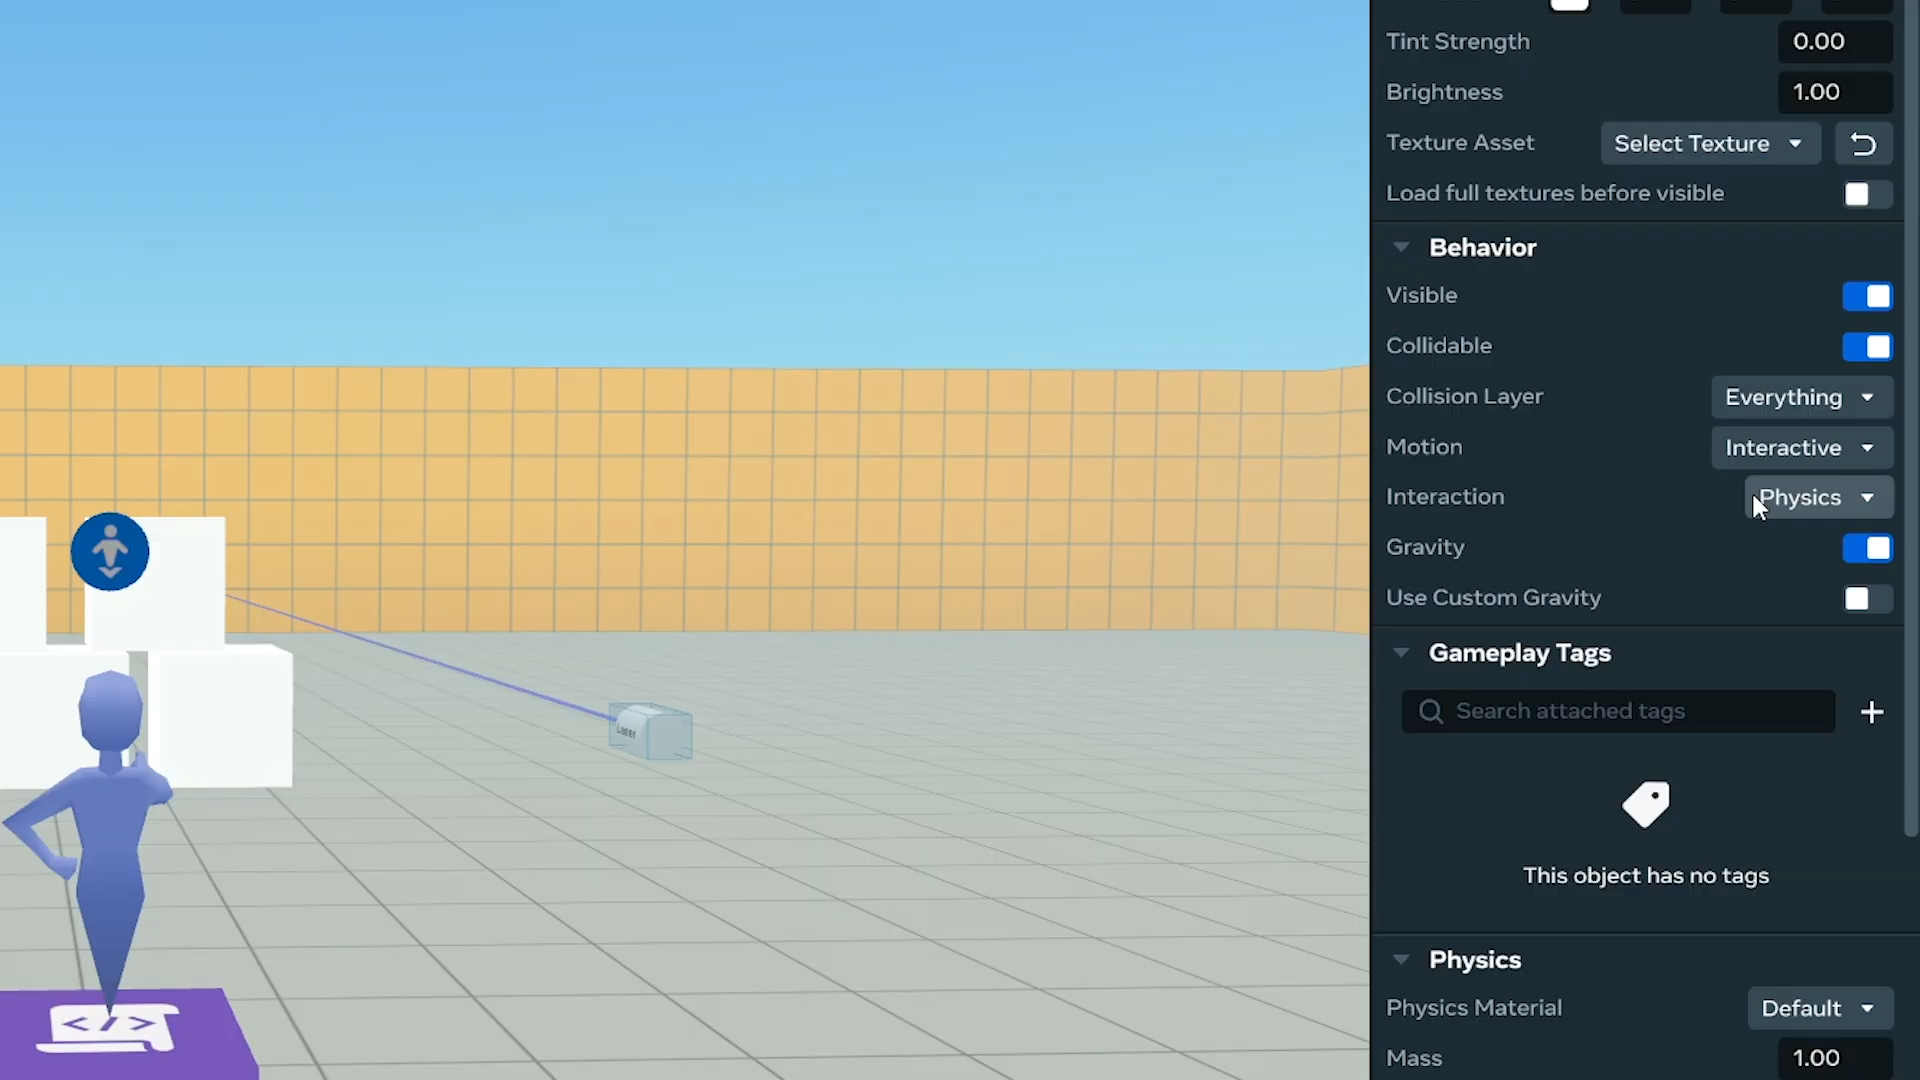 Tint Strength 0.00
Brightness 1.00
Texture Asset Select Texture
Load full textures before visible
Behavior
Visible
Collidable
Collision Layer Everything
Motion Interactive
Interaction Physics
Gravity
Use Custom Gravity
Gameplay Tags
Search attached tags
This object has no tags
Physics
Physics Material Default
Mass 1.00